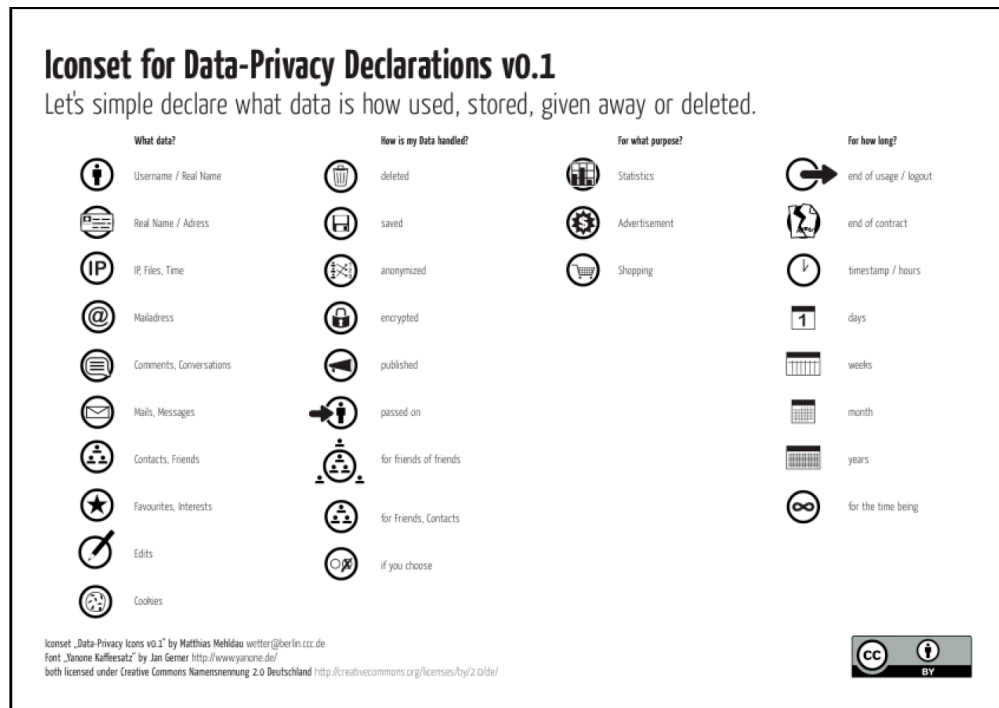 Iconset for Data-Privacy Declarations v0.1
Let's simple declare what data is how used, stored, given away or deleted.
What data?
Username / Real Name
Real Name / Adress
IP
IP, Files, Time
@
Mailadress
Comments, Conversations
Mails, Messages
Contacts, Friends
Favourites, Interests
Edits
Cookies
How is my Data handled?
deleted
saved
anonymized
encrypted
published
passed on
for friends of friends
for Friends, Contacts
if you choose
For what purpose?
Statistics
$
Advertisement
Shopping
For how long?
end of usage / logout
end of contract
timestamp / hours
1
days
weeks
month
years
for the time being
Iconset „Data-Privacy Icons v0.1" by Matthias Mehldau wetter@berlin.ccc.de
Font „Yanone Kaffeesatz" by Jan Gerner http://www.yanone.de/
both licensed under Creative Commons Namensnennung 2.0 Deutschland http://creativecommons.org/licenses/by/2.0/de/
cc
BY